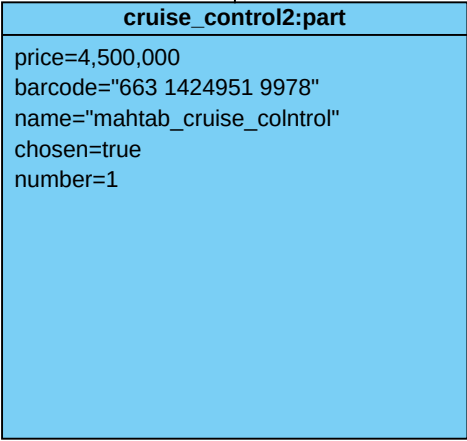 cruise_control2:part
price=4,500,000
barcode="663 1424951 9978"
name="mahtab_cruise_colntrol"
chosen=true
number=1